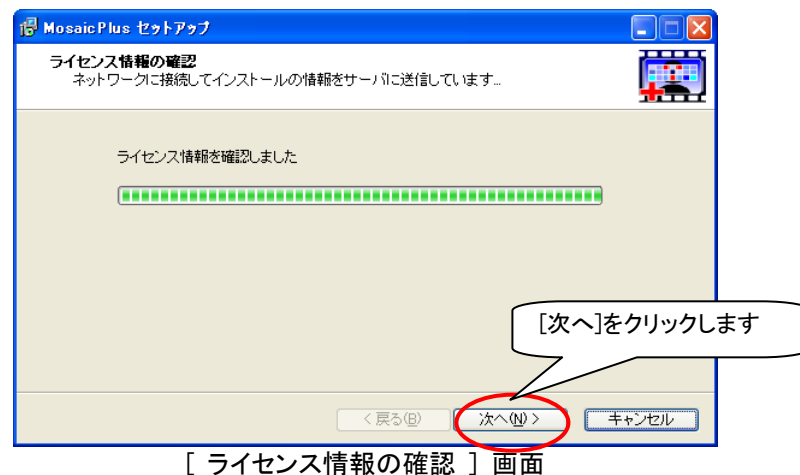 MosaicPlus セットアップ
ライセンス情報の確認
ネットワークに接続してインストールの情報をサーバに送信しています...
ライセンス情報を確認しました
[次へ]をクリックします
< 戻る(B)
次へ(N) >
キャンセル
[ ライセンス情報の確認 ] 画面